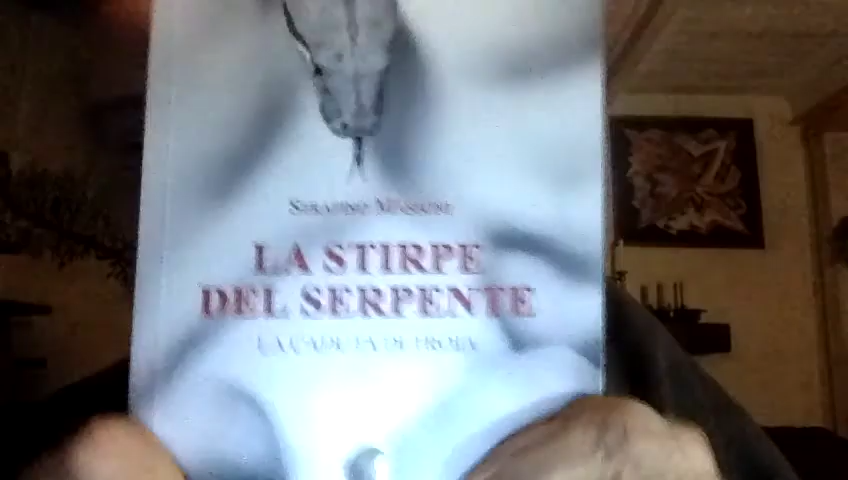 LA STIRPE
DEL SERPENTE
LA CADUTA DI TROIA